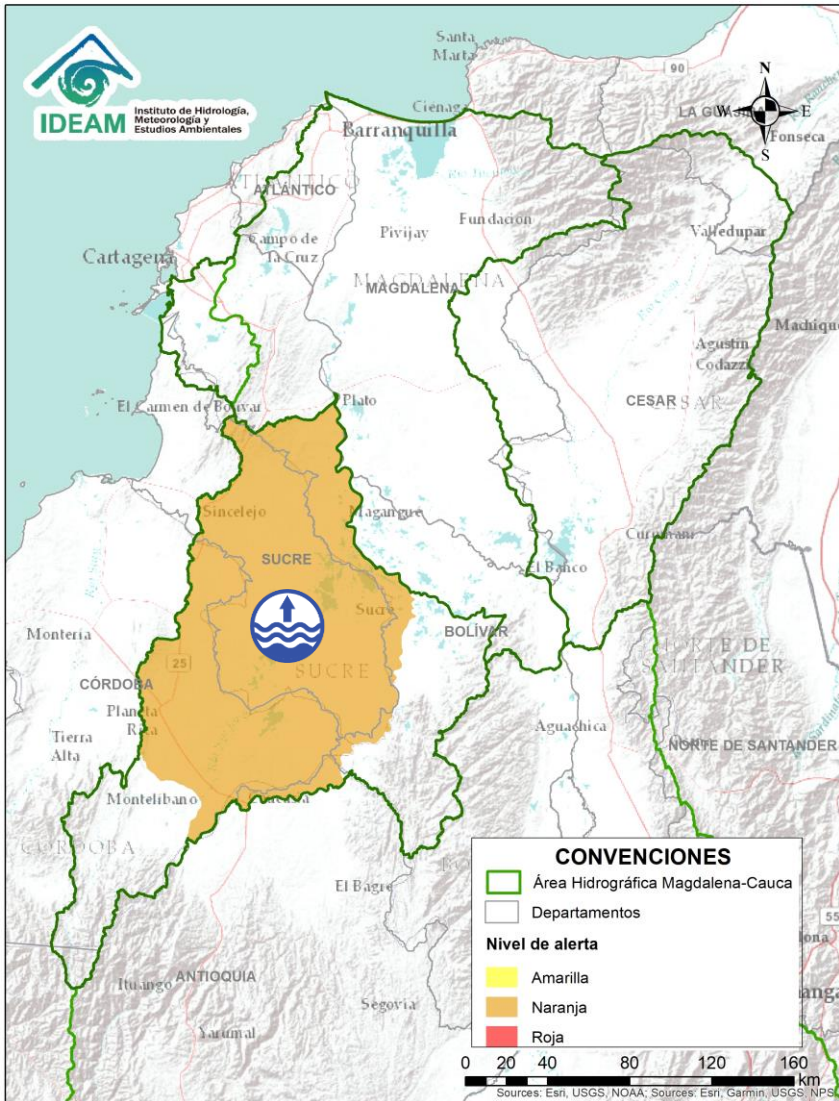 IDEAM
Instituto de Hidrología,
Meteorología y
Estudios Ambientales
Santa
Marta
90
N
W
E
S
LA GUAJI
Ciénaga
Barranquilla
Fonseca
ATLÁNTICO
ATLÁNTICO
Fundación
Pivijay
Valledupar
Cartagena
Campo de
la Cruz
MAGDALENA
MAGDALENA
Machique
Agustín
Codazzi
El Carmen de Bolívar
Plato
CESAR
CESAR
Sincelejo
Magangué
SUCRE
El Banco
Sucre
Montería
BOLÍVAR
NORTE DE
SANTANDER
25
SUCRE
CÓRDOBA
Planeta
Rica
Aguachica
Tierra
Alta
NORTE DE SANTANDER
Montelíbano
CÓRDOBA
El Bagre
Ituango
ANTIOQUIA
Segovia
Yarumal
CONVENCIONES
Área Hidrográfica Magdalena-Cauca
Departamentos
Nivel de alerta
Amarilla
Naranja
Roja
55
0 20 40 80 120 160
km
Sources: Esri, USGS, NOAA; Sources: Esri, Garmin, USGS, NPS